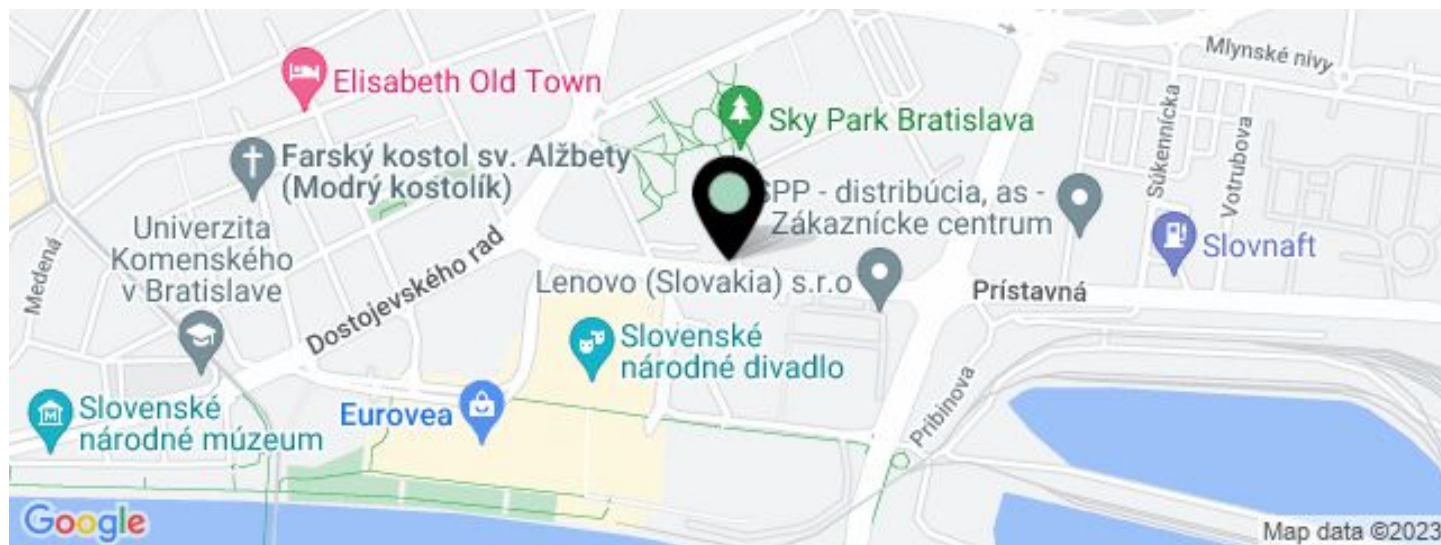 Mlynské nivy
Elisabeth Old Town
Sky Park Bratislava
Farský kostol sv. Alžbety
(Modrý kostolík)
SPP - distribúcia, as -
Zákaznícke centrum
Súkennícka
Votrubova
Univerzita
Komenského
v Bratislave
Medená
Dostojevského rad
Slovnaft
Lenovo (Slovakia) s.r.o
Prístavná
Slovenské
národné divadlo
Eurovea
Pribinova
Slovenské
národné múzeum
Google
Map data ©2023